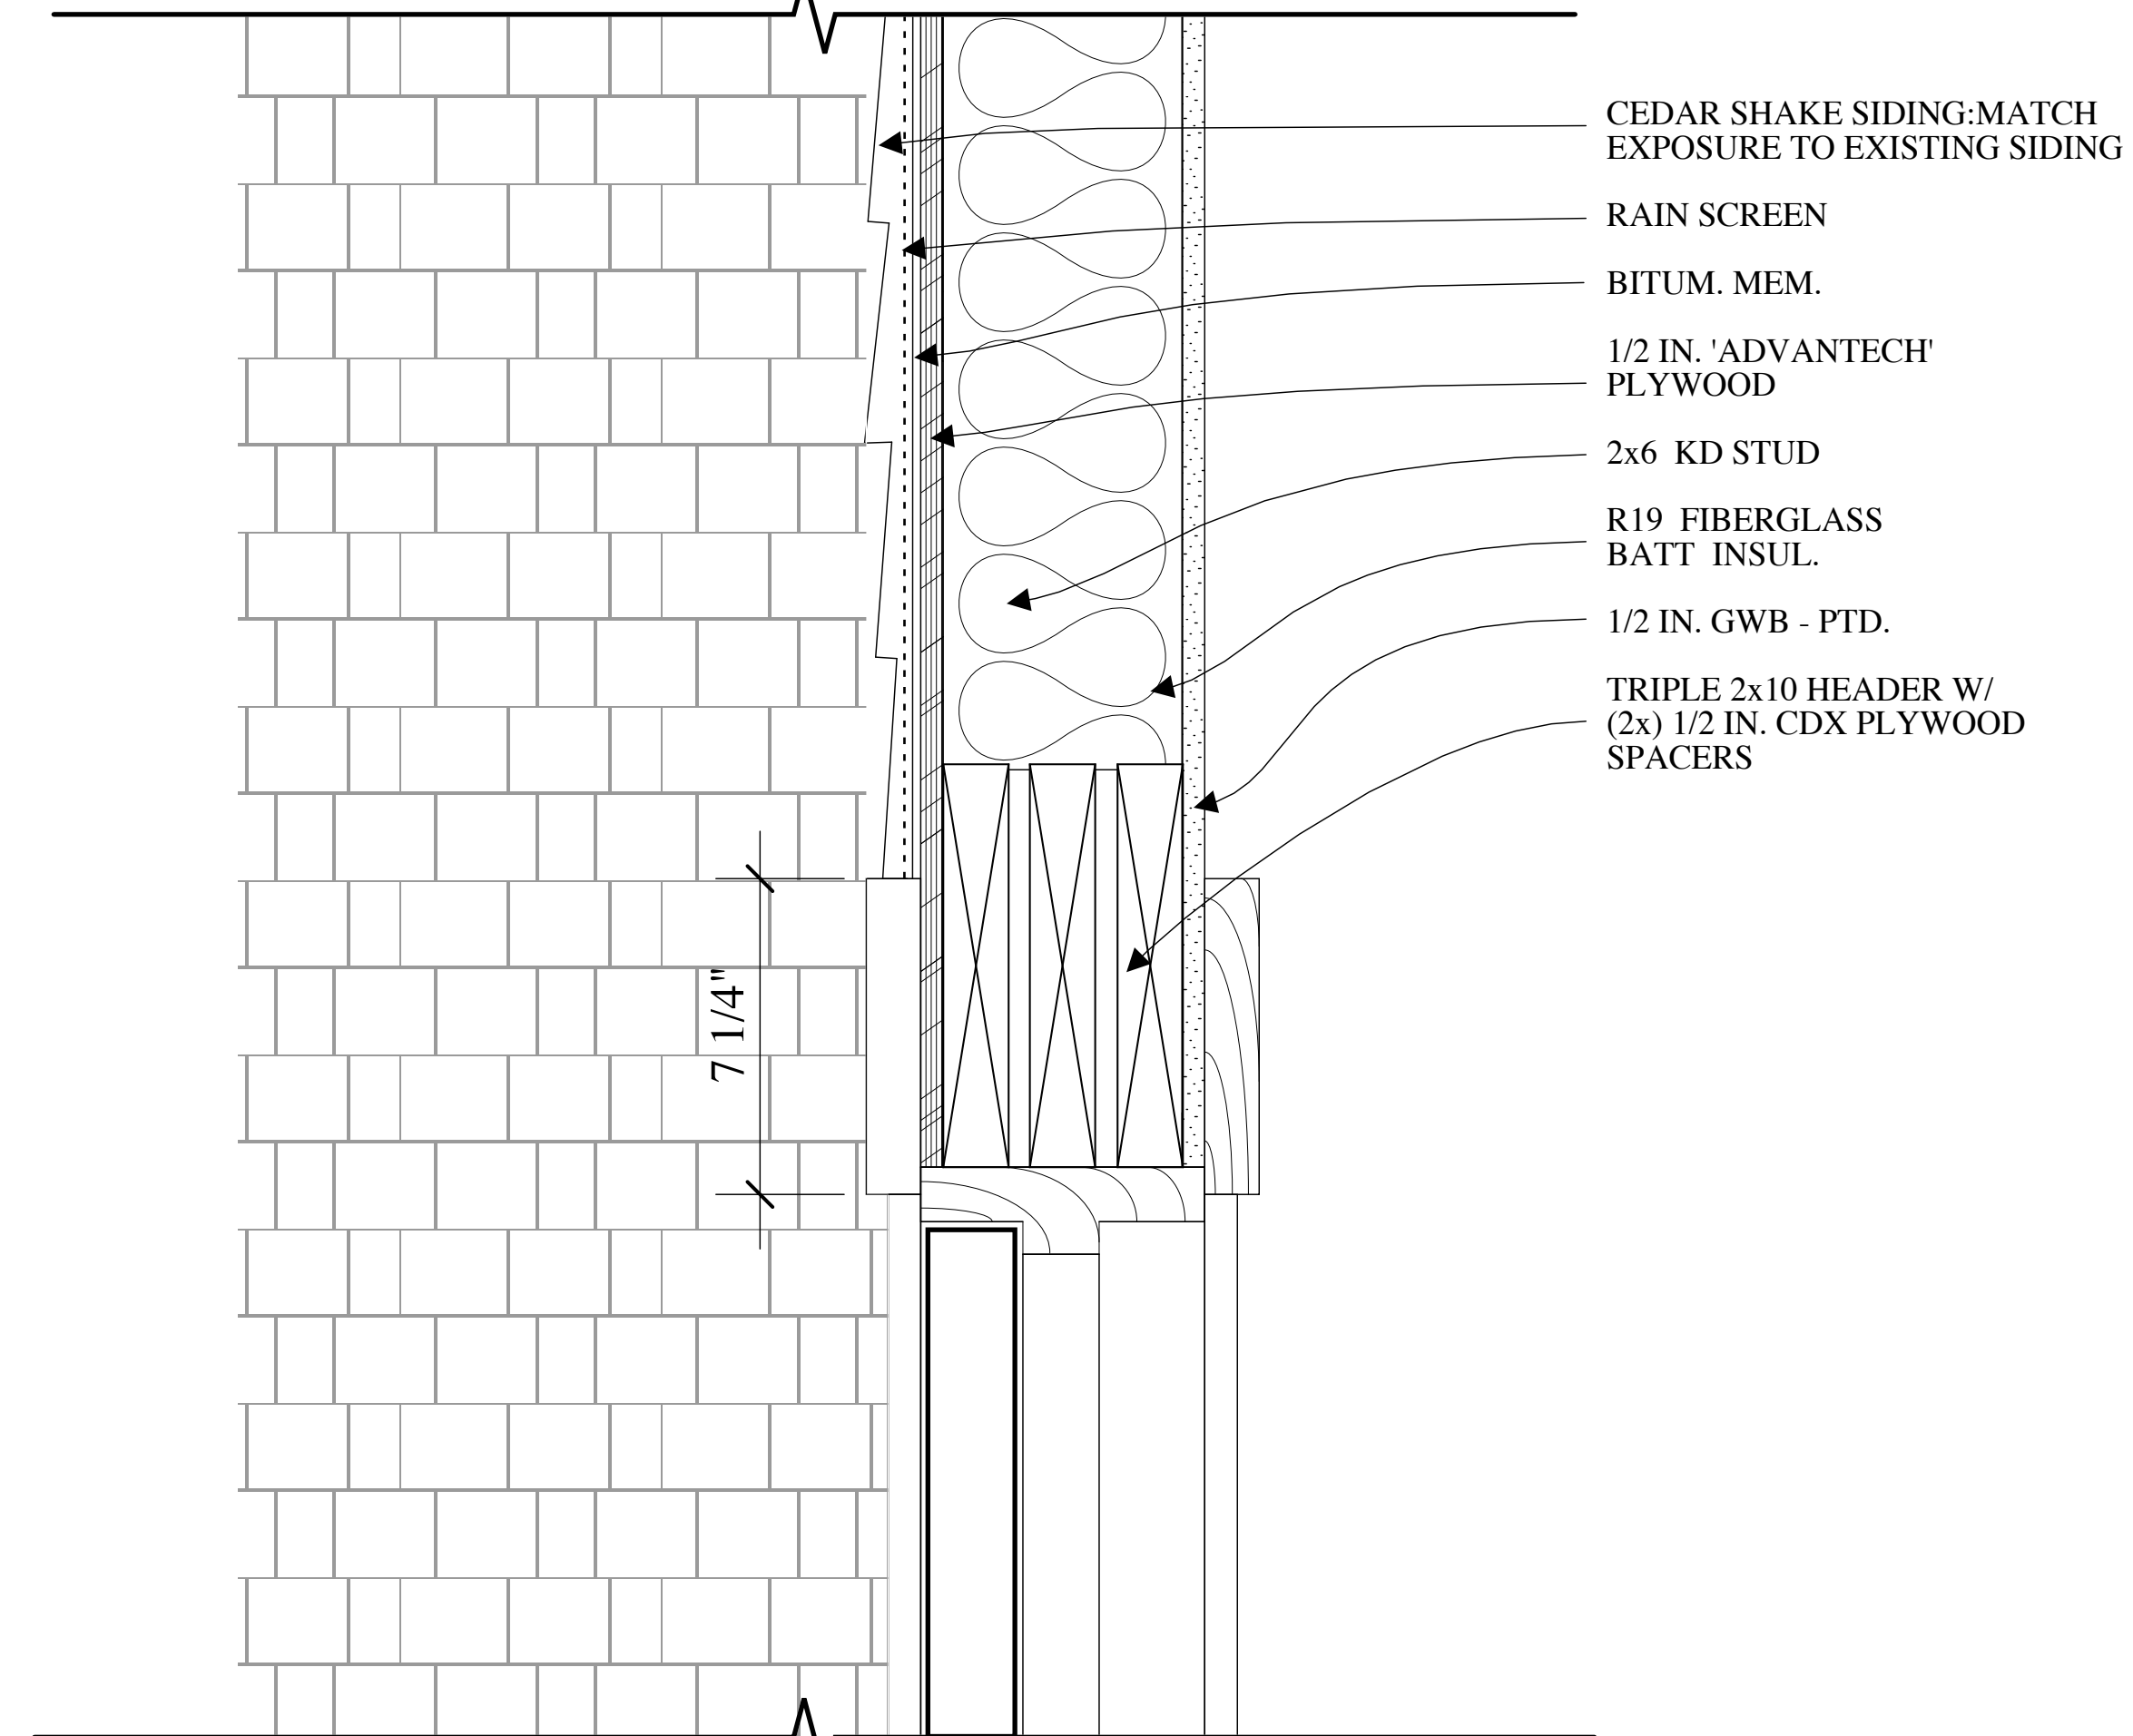 CEDAR SHAKE SIDING:MATCH
EXPOSURE TO EXISTING SIDING
RAIN SCREEN
BITUM. MEM.
1/2 IN. 'ADVANTECH'
PLYWOOD
2x6  KD STUD
R19  FIBERGLASS
BATT  INSUL.
1/2 IN. GWB - PTD.
TRIPLE 2x10 HEADER W/
(2x) 1/2 IN. CDX PLYWOOD
SPACERS
7 1/4"